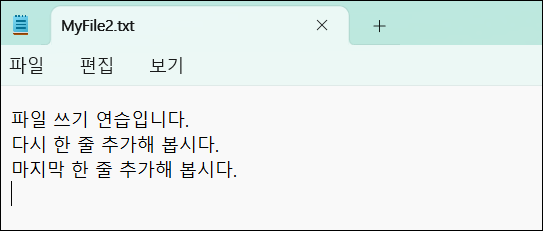 MyFile2.txt
파일 편집 보기
파일 쓰기 연습입니다.
다시 한 줄 추가해 봅시다.
마지막 한 줄 추가해 봅시다.